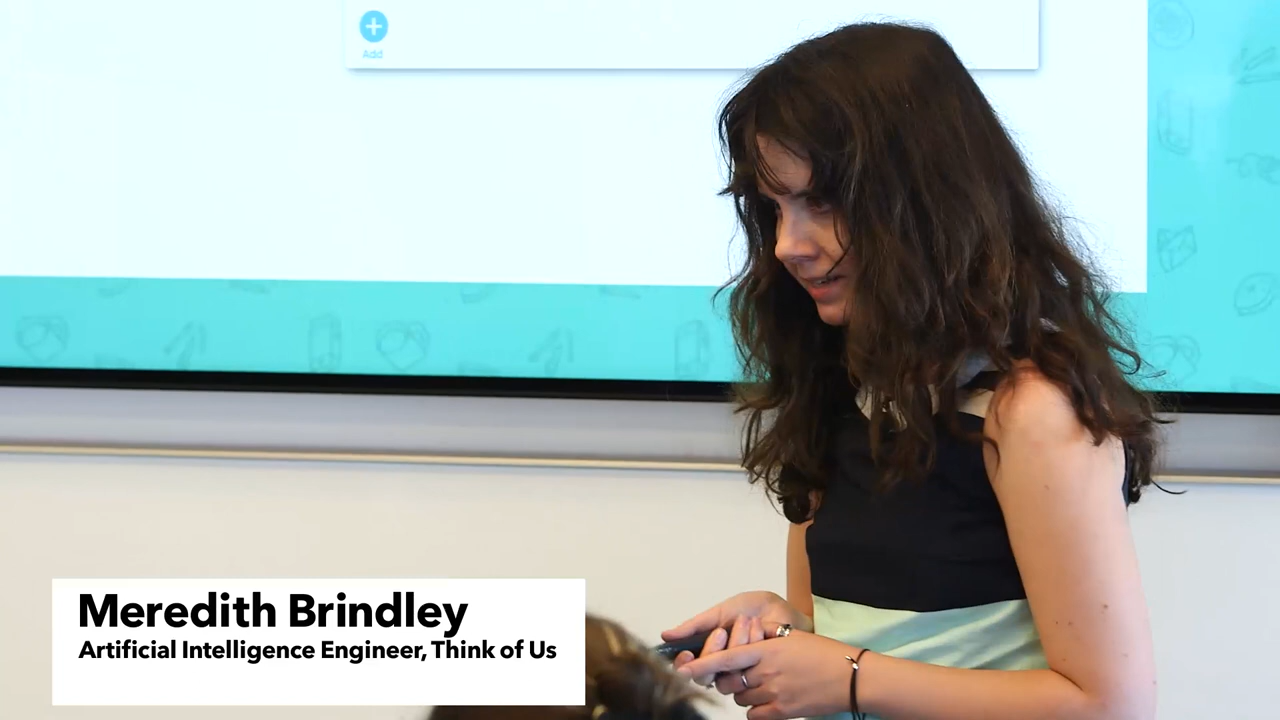 Add
Meredith Brindley
Artificial Intelligence Engineer, Think of Us